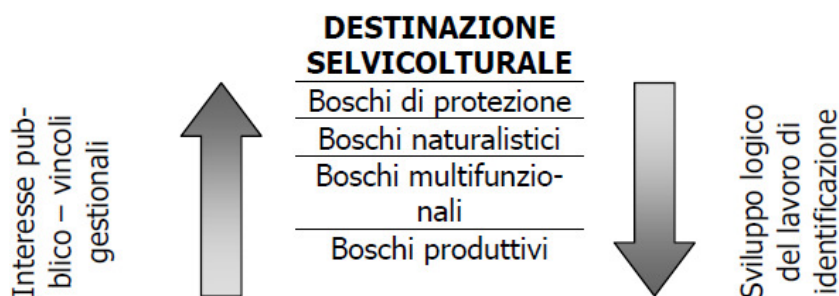 Interesse pub-
blico – vincoli
gestionali
DESTINAZIONE
SELVICOLTURALE
Boschi di protezione
Boschi naturalistici
Boschi multifunzio-
nali
Boschi produttivi
Sviluppo logico
del lavoro di
identificazione